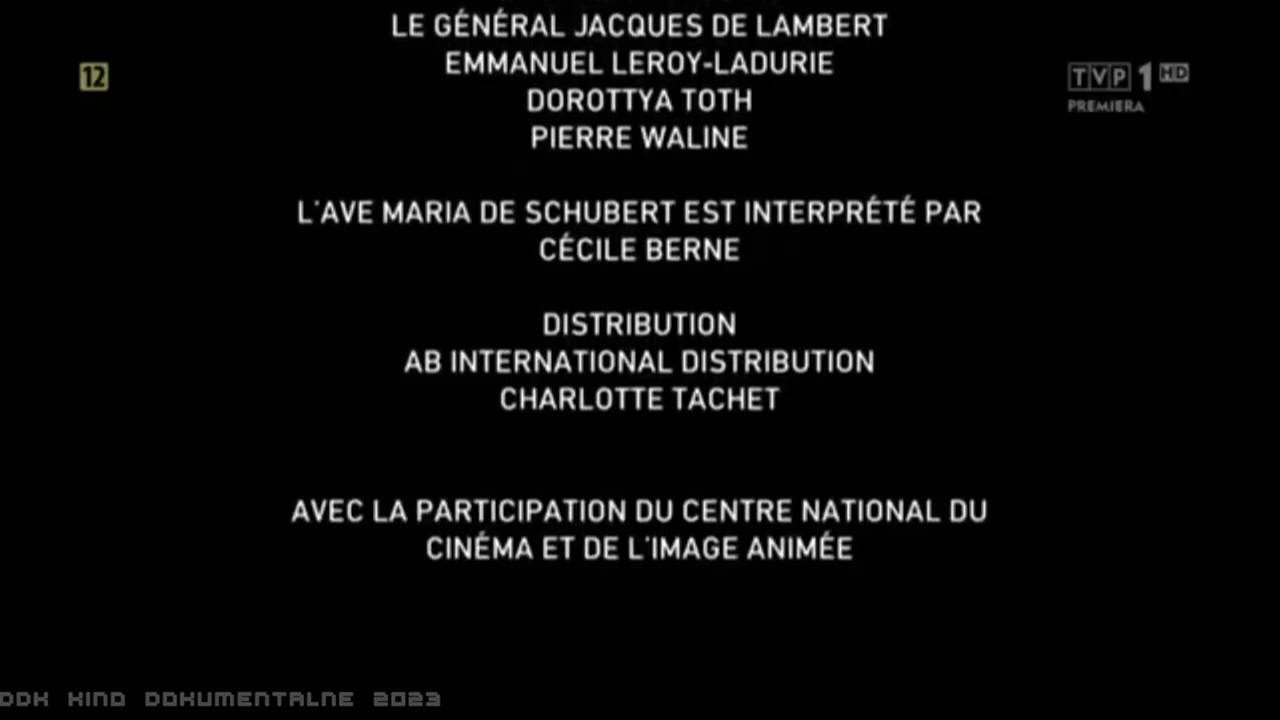 LE GÉNÉRAL JACQUES DE LAMBERT
EMMANUEL LEROY-LADURIE
DOROTTYA TOTH
PIERRE WALINE
12
TVP 1 HD
PREMIERA
L'AVE MARIA DE SCHUBERT EST INTERPRÉTÉ PAR
CÉCILE BERNE
DISTRIBUTION
AB INTERNATIONAL DISTRIBUTION
CHARLOTTE TACHET
AVEC LA PARTICIPATION DU CENTRE NATIONAL DU
CINÉMA ET DE L'IMAGE ANIMÉE
DDK KINO DOKUMENTALNE 2023